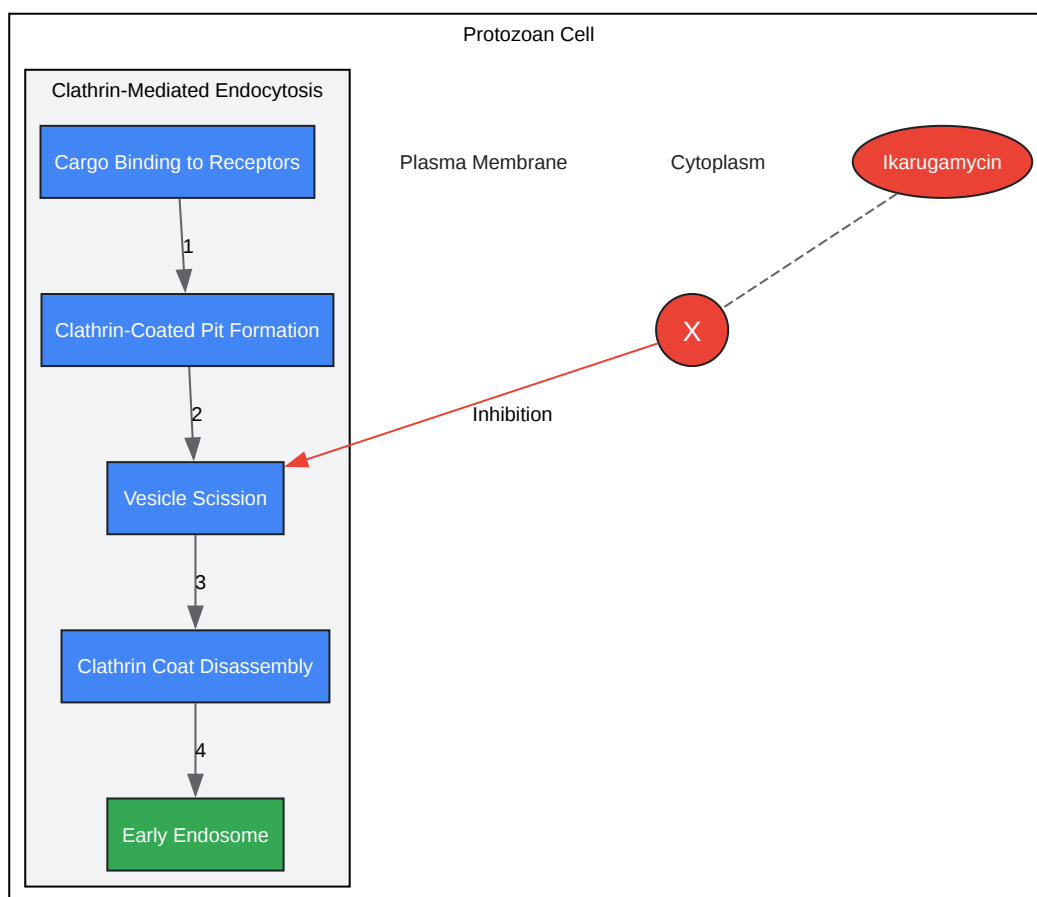 Protozoan Cell
Clathrin-Mediated Endocytosis
Cargo Binding to Receptors
Plasma Membrane
Cytoplasm
Ikarugamycin
1
Clathrin-Coated Pit Formation
X
2
Inhibition
Vesicle Scission
3
Clathrin Coat Disassembly
4
Early Endosome